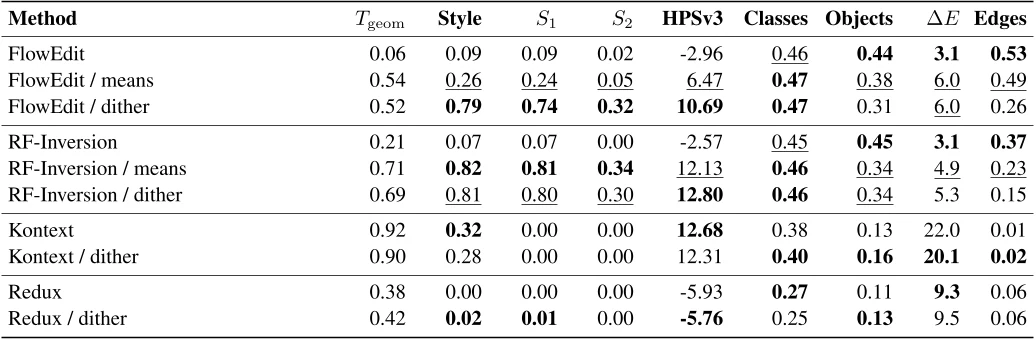 Method T_geom Style S_1 S_2 HPSv3 Classes Objects ΔE Edges
FlowEdit 0.06 0.09 0.09 0.02 -2.96 0.46 0.44 3.1 0.53
FlowEdit / means 0.54 0.26 0.24 0.05 6.47 0.47 0.38 6.0 0.49
FlowEdit / dither 0.52 0.79 0.74 0.32 10.69 0.47 0.31 6.0 0.26
RF-Inversion 0.21 0.07 0.07 0.00 -2.57 0.45 0.45 3.1 0.37
RF-Inversion / means 0.71 0.82 0.81 0.34 12.13 0.46 0.34 4.9 0.23
RF-Inversion / dither 0.69 0.81 0.80 0.30 12.80 0.46 0.34 5.3 0.15
Kontext 0.92 0.32 0.00 0.00 12.68 0.38 0.13 22.0 0.01
Kontext / dither 0.90 0.28 0.00 0.00 12.31 0.40 0.16 20.1 0.02
Redux 0.38 0.00 0.00 0.00 -5.93 0.27 0.11 9.3 0.06
Redux / dither 0.42 0.02 0.01 0.00 -5.76 0.25 0.13 9.5 0.06